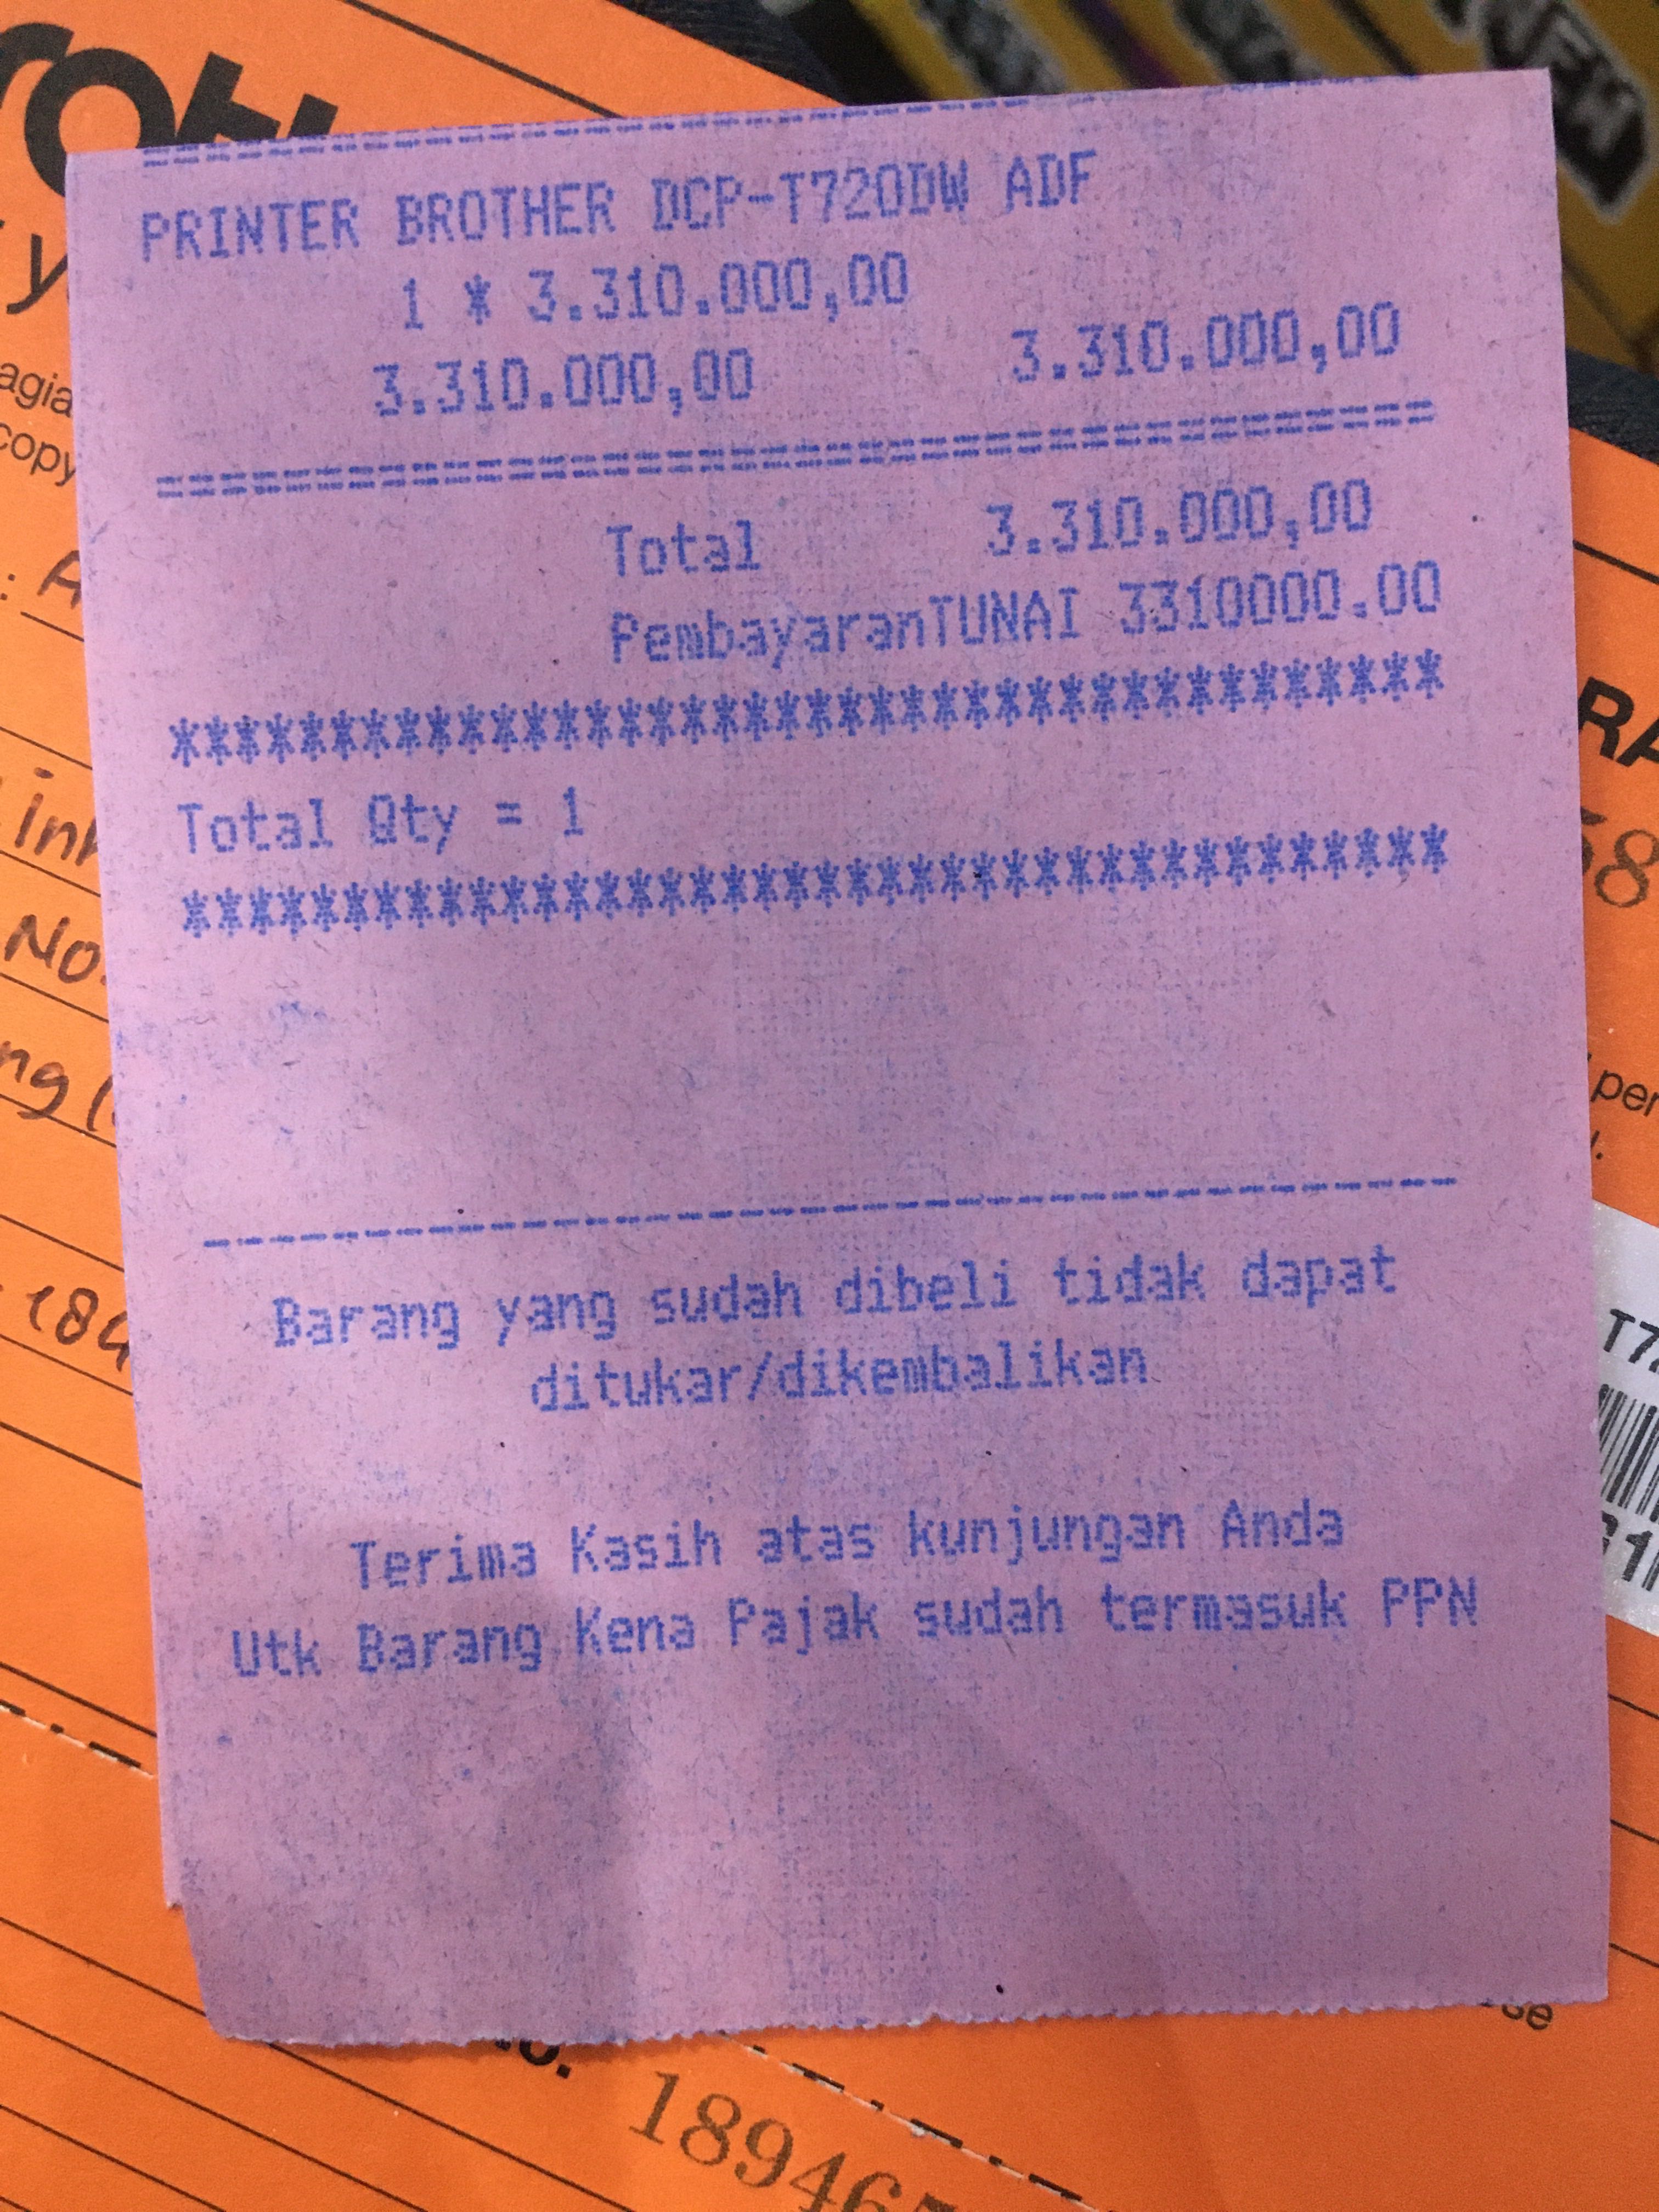 PRINTER BROTHER DCP-T720DW ADF
1 * 3.310.000,00
3.310.000,00 3.310.000,00
Total 3.310.000,00
PembayaranTUNAI 3310000.00
****************************************
Total Qty = 1
****************************************
Barang yang sudah dibeli tidak dapat
ditukar/dikembalikan
Terima Kasih atas kunjungan Anda
Utk Barang Kena Pajak sudah termasuk PPN
copy
No.